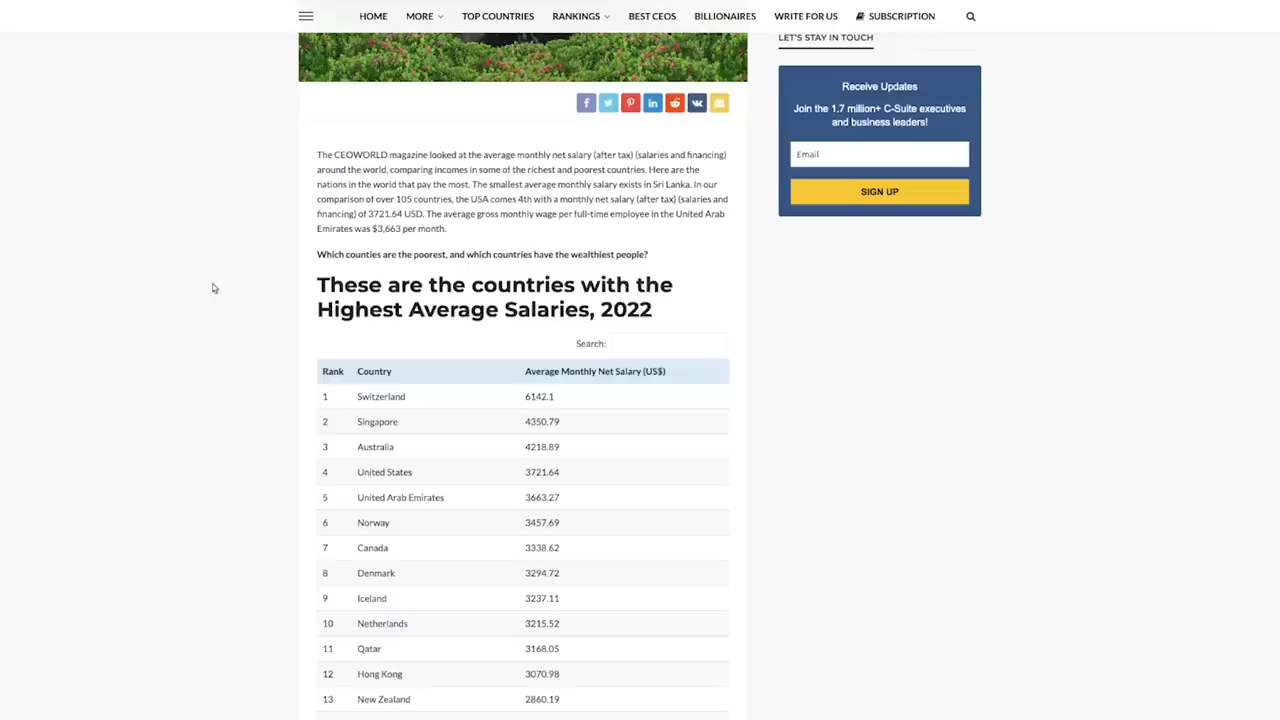 HOME MORE TOP COUNTRIES RANKINGS BEST CEOS BILLIONAIRES WRITE FOR US SUBSCRIPTION
LET'S STAY IN TOUCH
Receive Updates
Join the 1.7 million+ C-Suite executives
and business leaders!
Email
SIGN UP
The CEOWORLD magazine looked at the average monthly net salary (after tax) (salaries and financing)
around the world, comparing incomes in some of the richest and poorest countries. Here are the
nations in the world that pay the most. The smallest average monthly salary exists in Sri Lanka. In our
comparison of over 105 countries, the USA comes 4th with a monthly net salary (after tax) (salaries and
financing) of 3721.64 USD. The average gross monthly wage per full-time employee in the United Arab
Emirates was $3,663 per month.
Which counties are the poorest, and which countries have the wealthiest people?
These are the countries with the
Highest Average Salaries, 2022
Search:
Rank Country Average Monthly Net Salary (US$)
1 Switzerland 6142.1
2 Singapore 4350.79
3 Australia 4218.89
4 United States 3721.64
5 United Arab Emirates 3663.27
6 Norway 3457.69
7 Canada 3338.62
8 Denmark 3294.72
9 Iceland 3237.11
10 Netherlands 3215.52
11 Qatar 3168.05
12 Hong Kong 3070.98
13 New Zealand 2860.19